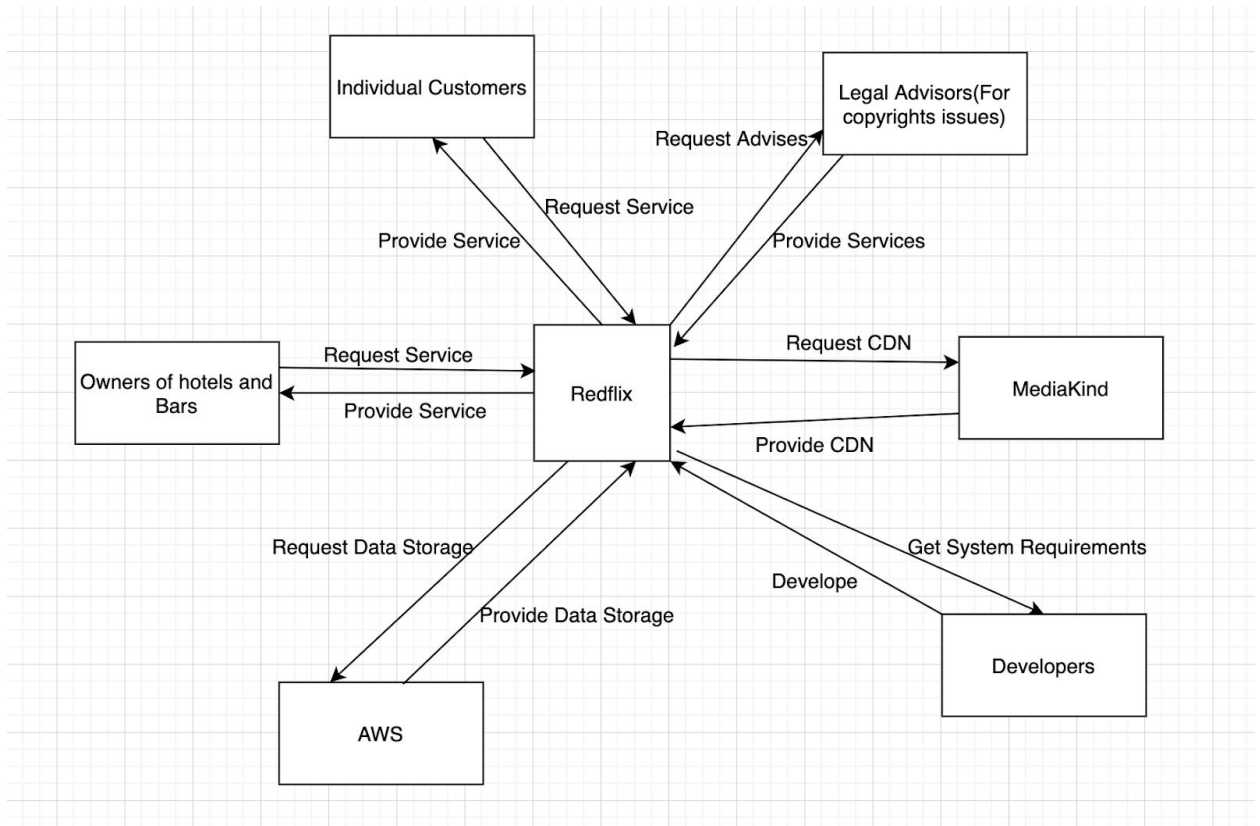 Individual Customers
Legal Advisors(For
copyrights issues)
Request Advises
Request Service
Provide Service
Provide Services
Request CDN
Request Service
Owners of hotels and
Bars
Redflix
MediaKind
Provide Service
Provide CDN
Request Data Storage
Get System Requirements
Develope
Provide Data Storage
Developers
AWS